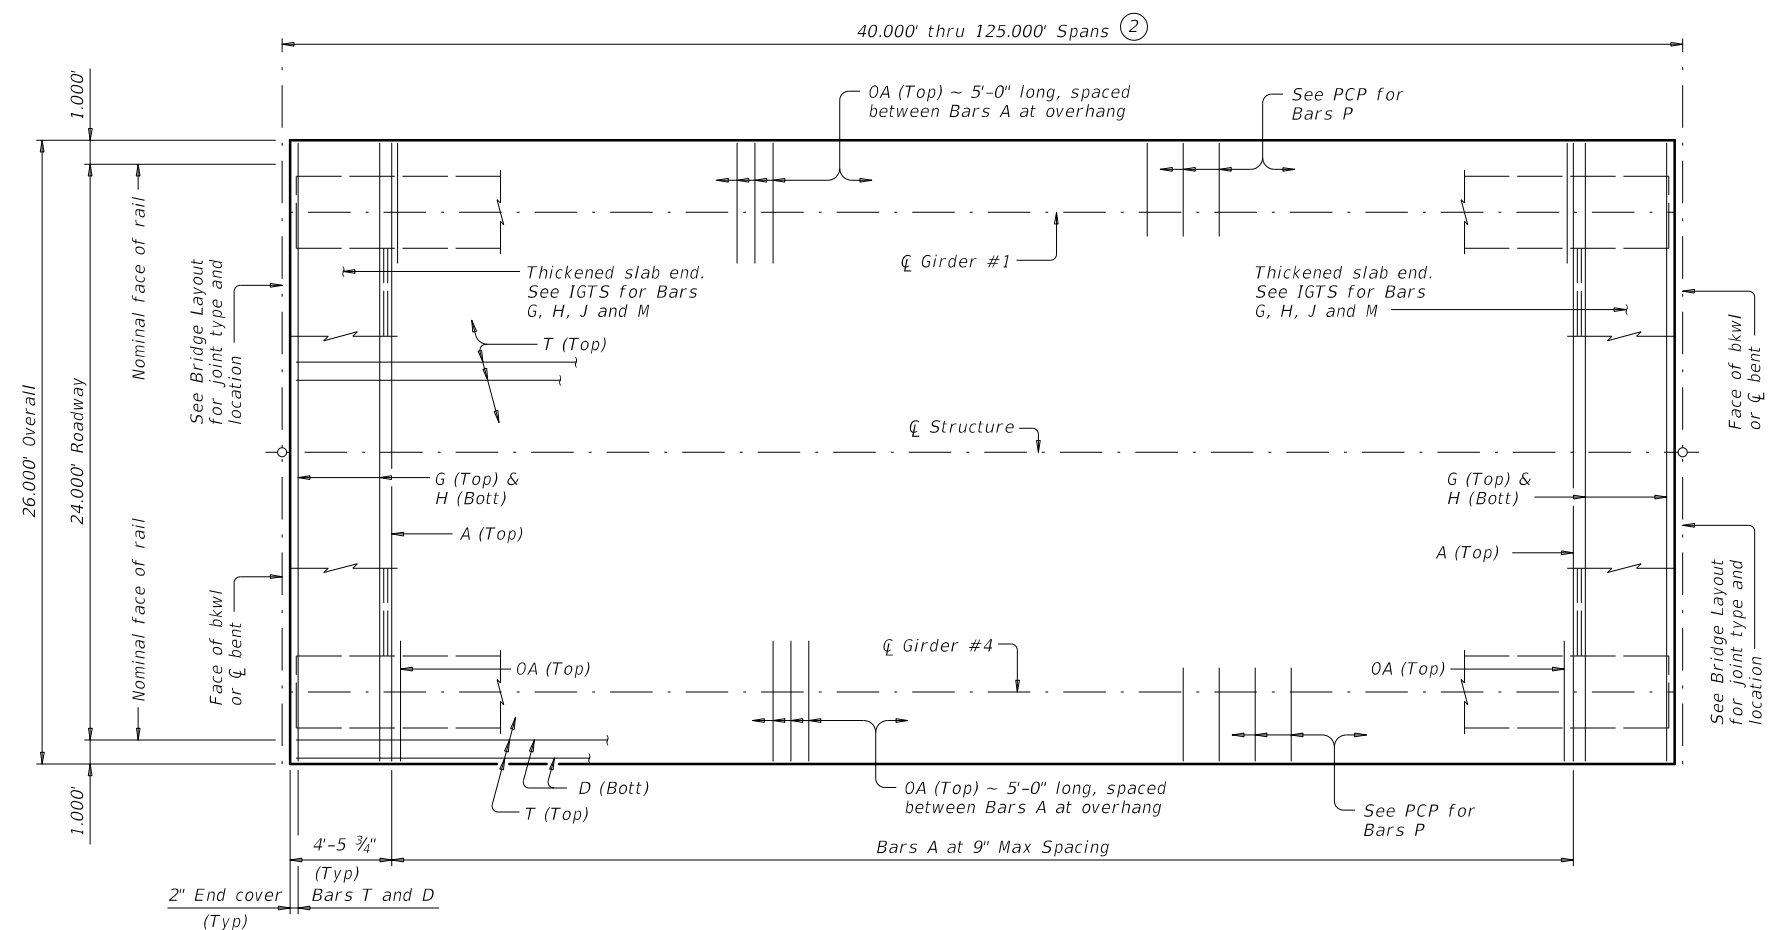 40.000' thru 125.000' Spans 2
1.000'
OA (Top) ~ 5'-0" long, spaced
between Bars A at overhang
See PCP for
Bars P
26.000' Overall
24.000' Roadway
Nominal face of rail
Nominal face of rail
See Bridge Layout
for joint type and
location
Face of bkwl
or ℄ bent
℄ Girder #1
Thickened slab end.
See IGTS for Bars
G, H, J and M
Thickened slab end.
See IGTS for Bars
G, H, J and M
T (Top)
℄ Structure
Face of bkwl
or ℄ bent
G (Top) &
H (Bott)
G (Top) &
H (Bott)
A (Top)
A (Top)
℄ Girder #4
OA (Top)
OA (Top)
See Bridge Layout
for joint type and
location
D (Bott)
T (Top)
OA (Top) ~ 5'-0" long, spaced
between Bars A at overhang
See PCP for
Bars P
1.000'
4'-5 ¾"
(Typ)
Bars A at 9" Max Spacing
2" End cover
(Typ)
Bars T and D